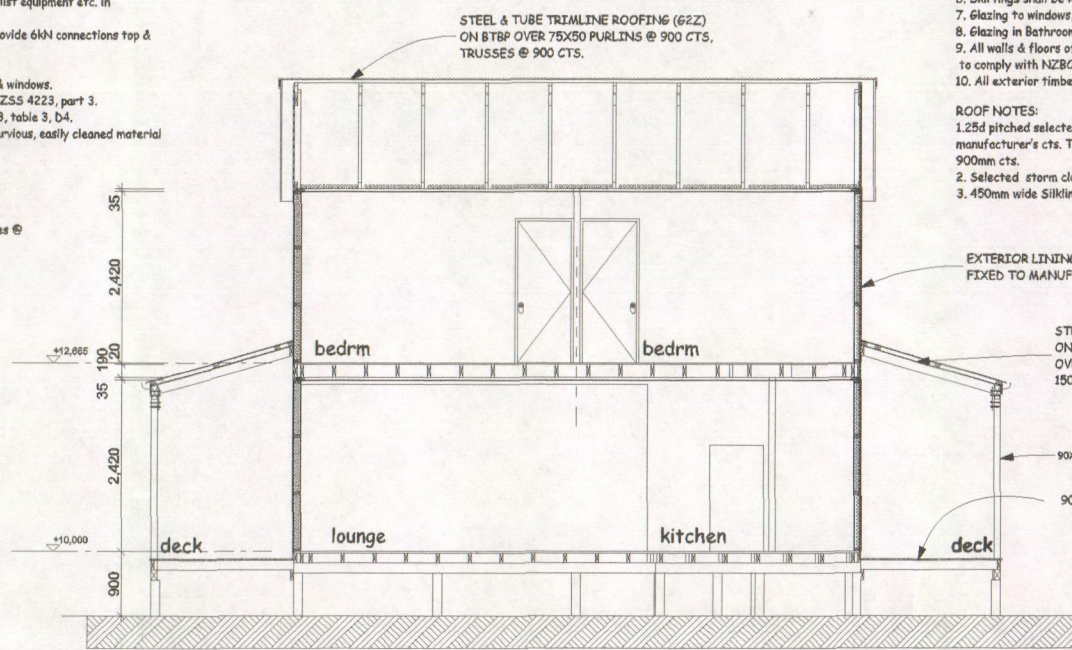 list equipment etc. in
ovide 6kN connections top &
& windows.
ZSS 4223, part 3.
3, table 3, D4.
rvious, easily cleaned material
es @
STEEL & TUBE TRIMLINE ROOFING (G2Z)
ON BTBP OVER 75X50 PURLINS @ 900 CTS,
TRUSSES @ 900 CTS.
7. Glazing to windows,
8. Glazing in Bathroom
9. All walls & floors of
to comply with NZBC
10. All exterior timbe
ROOF NOTES:
1.25d pitched selecte
manufacturer's cts. T
900mm cts.
2. Selected storm clo
3. 450mm wide Silklin
EXTERIOR LINING
FIXED TO MANUF
STE
ON
OVE
150
90X
90
35
2,420
20
190
35
2,420
900
+12,665
+10,000
bedrm
bedrm
lounge
kitchen
deck
deck